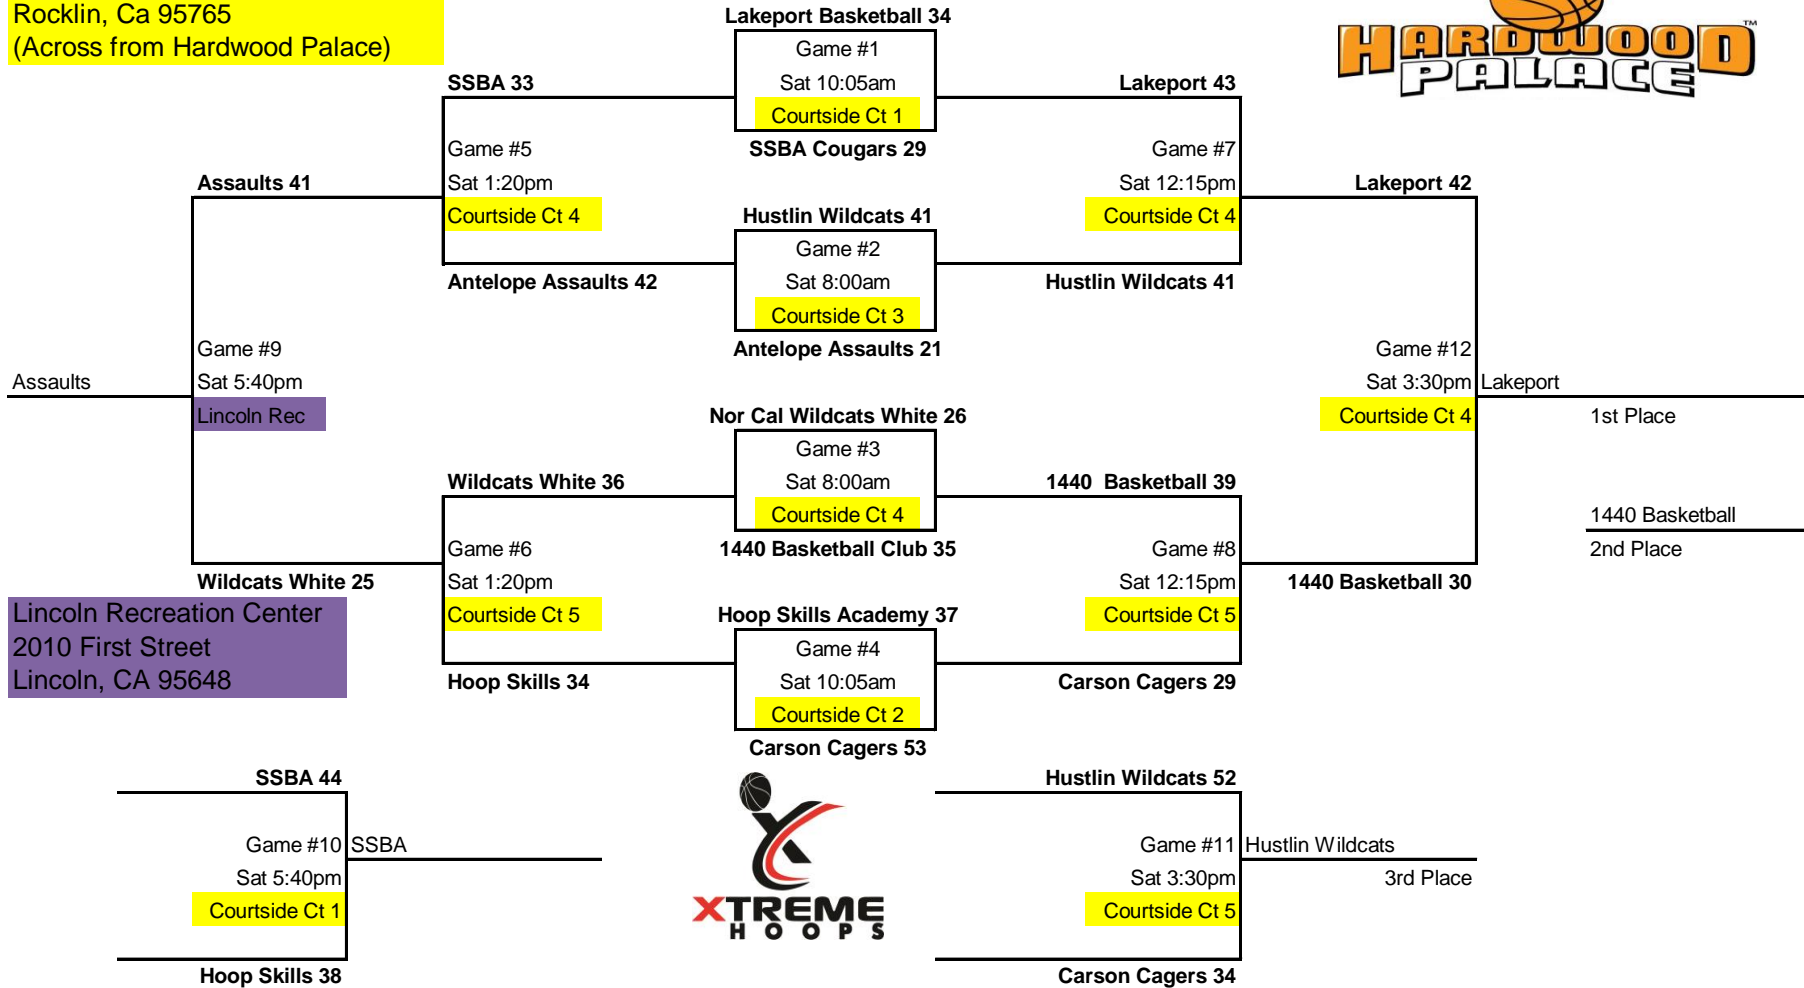 Rocklin, Ca 95765
(Across from Hardwood Palace)
HARDWOOD™
PALACE
Lakeport Basketball 34
Game #1
Sat 10:05am
Courtside Ct 1
SSBA Cougars 29
SSBA 33
Game #5
Sat 1:20pm
Courtside Ct 4
Antelope Assaults 42
Lakeport 43
Game #7
Sat 12:15pm
Courtside Ct 4
Hustlin Wildcats 41
Hustlin Wildcats 41
Game #2
Sat 8:00am
Courtside Ct 3
Antelope Assaults 21
Assaults 41
Game #9
Sat 5:40pm
Lincoln Rec
Wildcats White 25
Assaults
Lakeport 42
Game #12
Sat 3:30pm
Courtside Ct 4
1440 Basketball 30
Lakeport
1st Place
1440 Basketball
2nd Place
Nor Cal Wildcats White 26
Game #3
Sat 8:00am
Courtside Ct 4
1440 Basketball Club 35
Wildcats White 36
Game #6
Sat 1:20pm
Courtside Ct 5
Hoop Skills 34
1440 Basketball 39
Game #8
Sat 12:15pm
Courtside Ct 5
Carson Cagers 29
Hoop Skills Academy 37
Game #4
Sat 10:05am
Courtside Ct 2
Carson Cagers 53
Lincoln Recreation Center
2010 First Street
Lincoln, CA 95648
SSBA 44
Game #10
Sat 5:40pm
Courtside Ct 1
Hoop Skills 38
SSBA
XTREME
HOOPS
Hustlin Wildcats 52
Game #11
Sat 3:30pm
Courtside Ct 5
Carson Cagers 34
Hustlin Wildcats
3rd Place